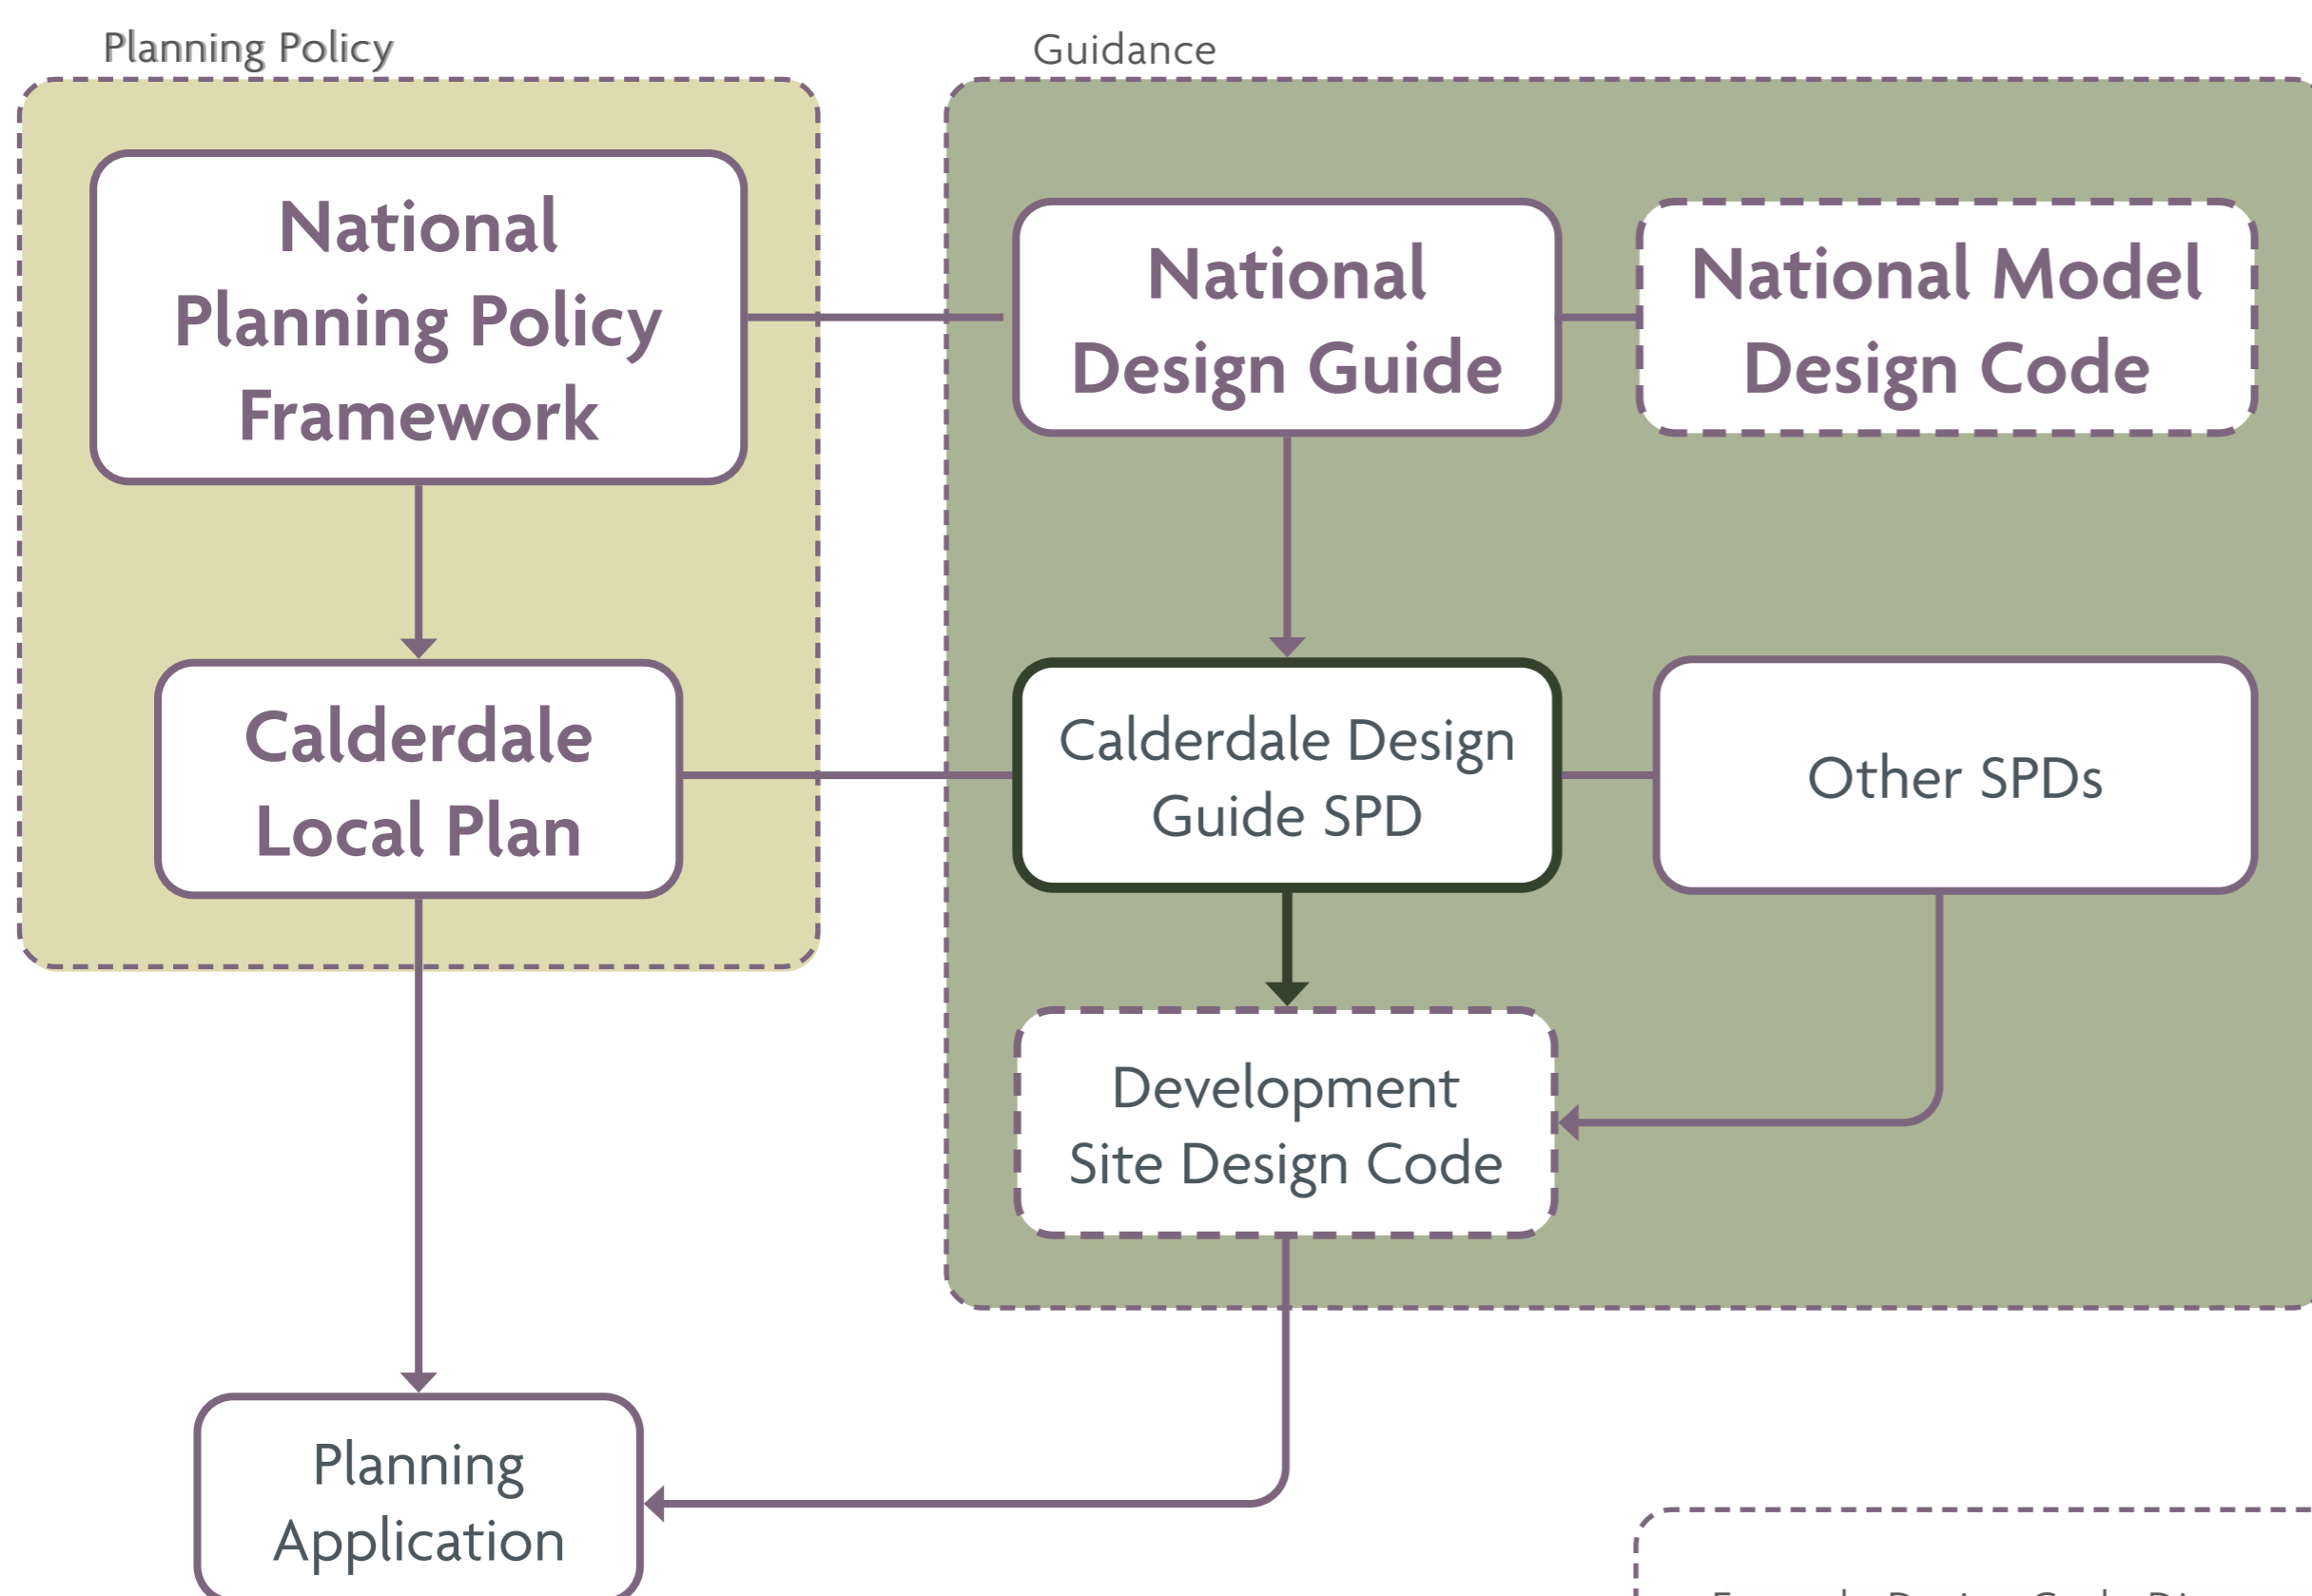 Planning Policy
Guidance
National
Planning Policy
Framework
National
Design Guide
National Model
Design Code
Calderdale
Local Plan
Calderdale Design
Guide SPD
Other SPDs
Development
Site Design Code
Planning
Application